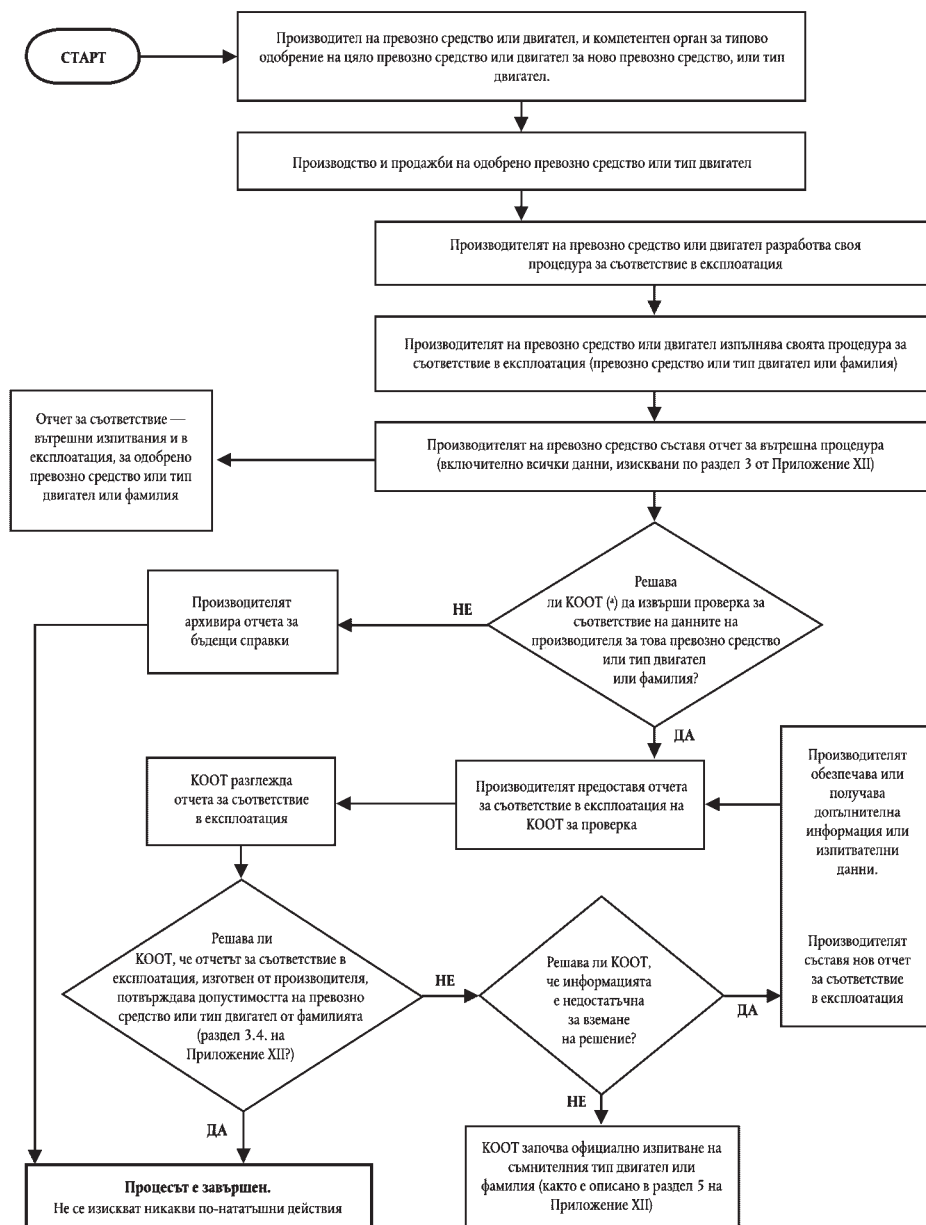 СТАРТ
Производител на превозно средство или двигател, и компетентен орган за типово
одобрение на цяло превозно средство или двигател за ново превозно средство, или тип
двигател.
Производство и продажби на одобрено превозно средство или тип двигател
Производителят на превозно средство или двигател разработва своя
процедура за съответствие в експлоатация
Производителят на превозно средство или двигател изпълнява своята процедура за
съответствие в експлоатация (превозно средство или тип двигател или фамилия)
Отчет за съответствие —
вътрешни изпитвания и в
експлоатация, за одобрено
превозно средство или тип
двигател или фамилия
Производителят на превозно средство съставя отчет за вътрешна процедура
(включително всички данни, изисквани по раздел 3 от Приложение XII)
Решава
ли КООТ (ᵃ) да извърши проверка за
съответствие на данните на
производителя за това превозно средство
или тип двигател
или фамилия?
НЕ
Производителят
архивира отчета за
бъдещи справки
ДА
Производителят
обезпечава или
получава
допълнителна
информация или
изпитвателни
данни.
Производителят
съставя нов отчет
за съответствие
в експлоатация
Производителят предоставя отчета
за съответствие в експлоатация на
КООТ за проверка
КООТ разглежда
отчета за съответствие
в експлоатация
Решава ли
КООТ, че отчетът за съответствие в
експлоатация, изготвен от производителя,
потвърждава допустимостта на превозно
средство или тип двигател от фамилията
(раздел 3.4. на
Приложение XII?)
НЕ
Решава ли КООТ,
че информацията
е недостатъчна
за вземане
на решение?
ДА
НЕ
ДА
КООТ започва официално изпитване на
съмнителния тип двигател или
фамилия (както е описано в раздел 5 на
Приложение XII)
Процесът е завършен.
Не се изискват никакви по-нататъшни действия